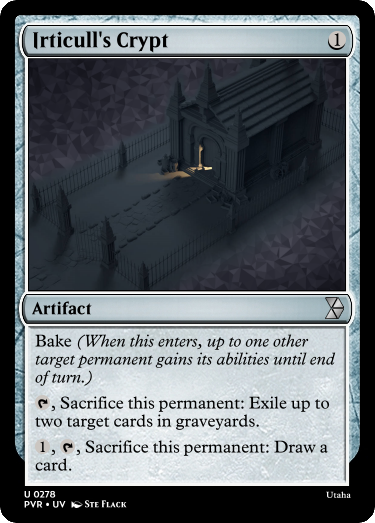 Irticull's Crypt 1
Artifact
Bake (When this enters, up to one other
target permanent gains its abilities until end
of turn.)
, Sacrifice this permanent: Exile up to
two target cards in graveyards.
1, , Sacrifice this permanent: Draw a
card.
U 0278
Utaha
PVR • UV Ste Flack